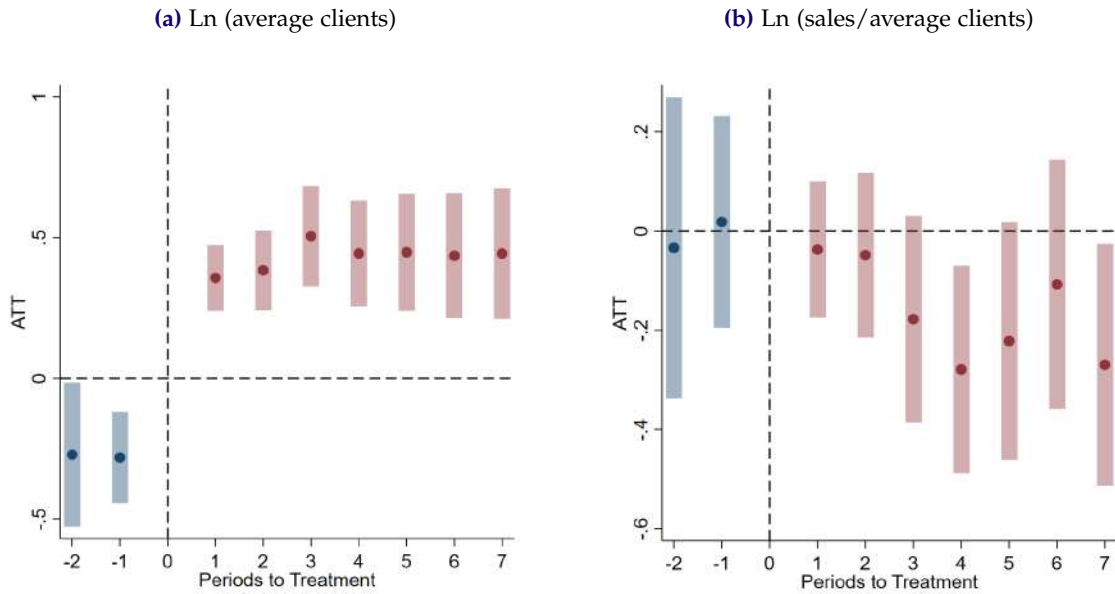 (a) Ln (average clients)
1
.5
0
-.5
ATT
-2 -1 0 1 2 3 4 5 6 7
Periods to Treatment
(b) Ln (sales/average clients)
.2
0
-.2
-.4
-.6
ATT
-2 -1 0 1 2 3 4 5 6 7
Periods to Treatment